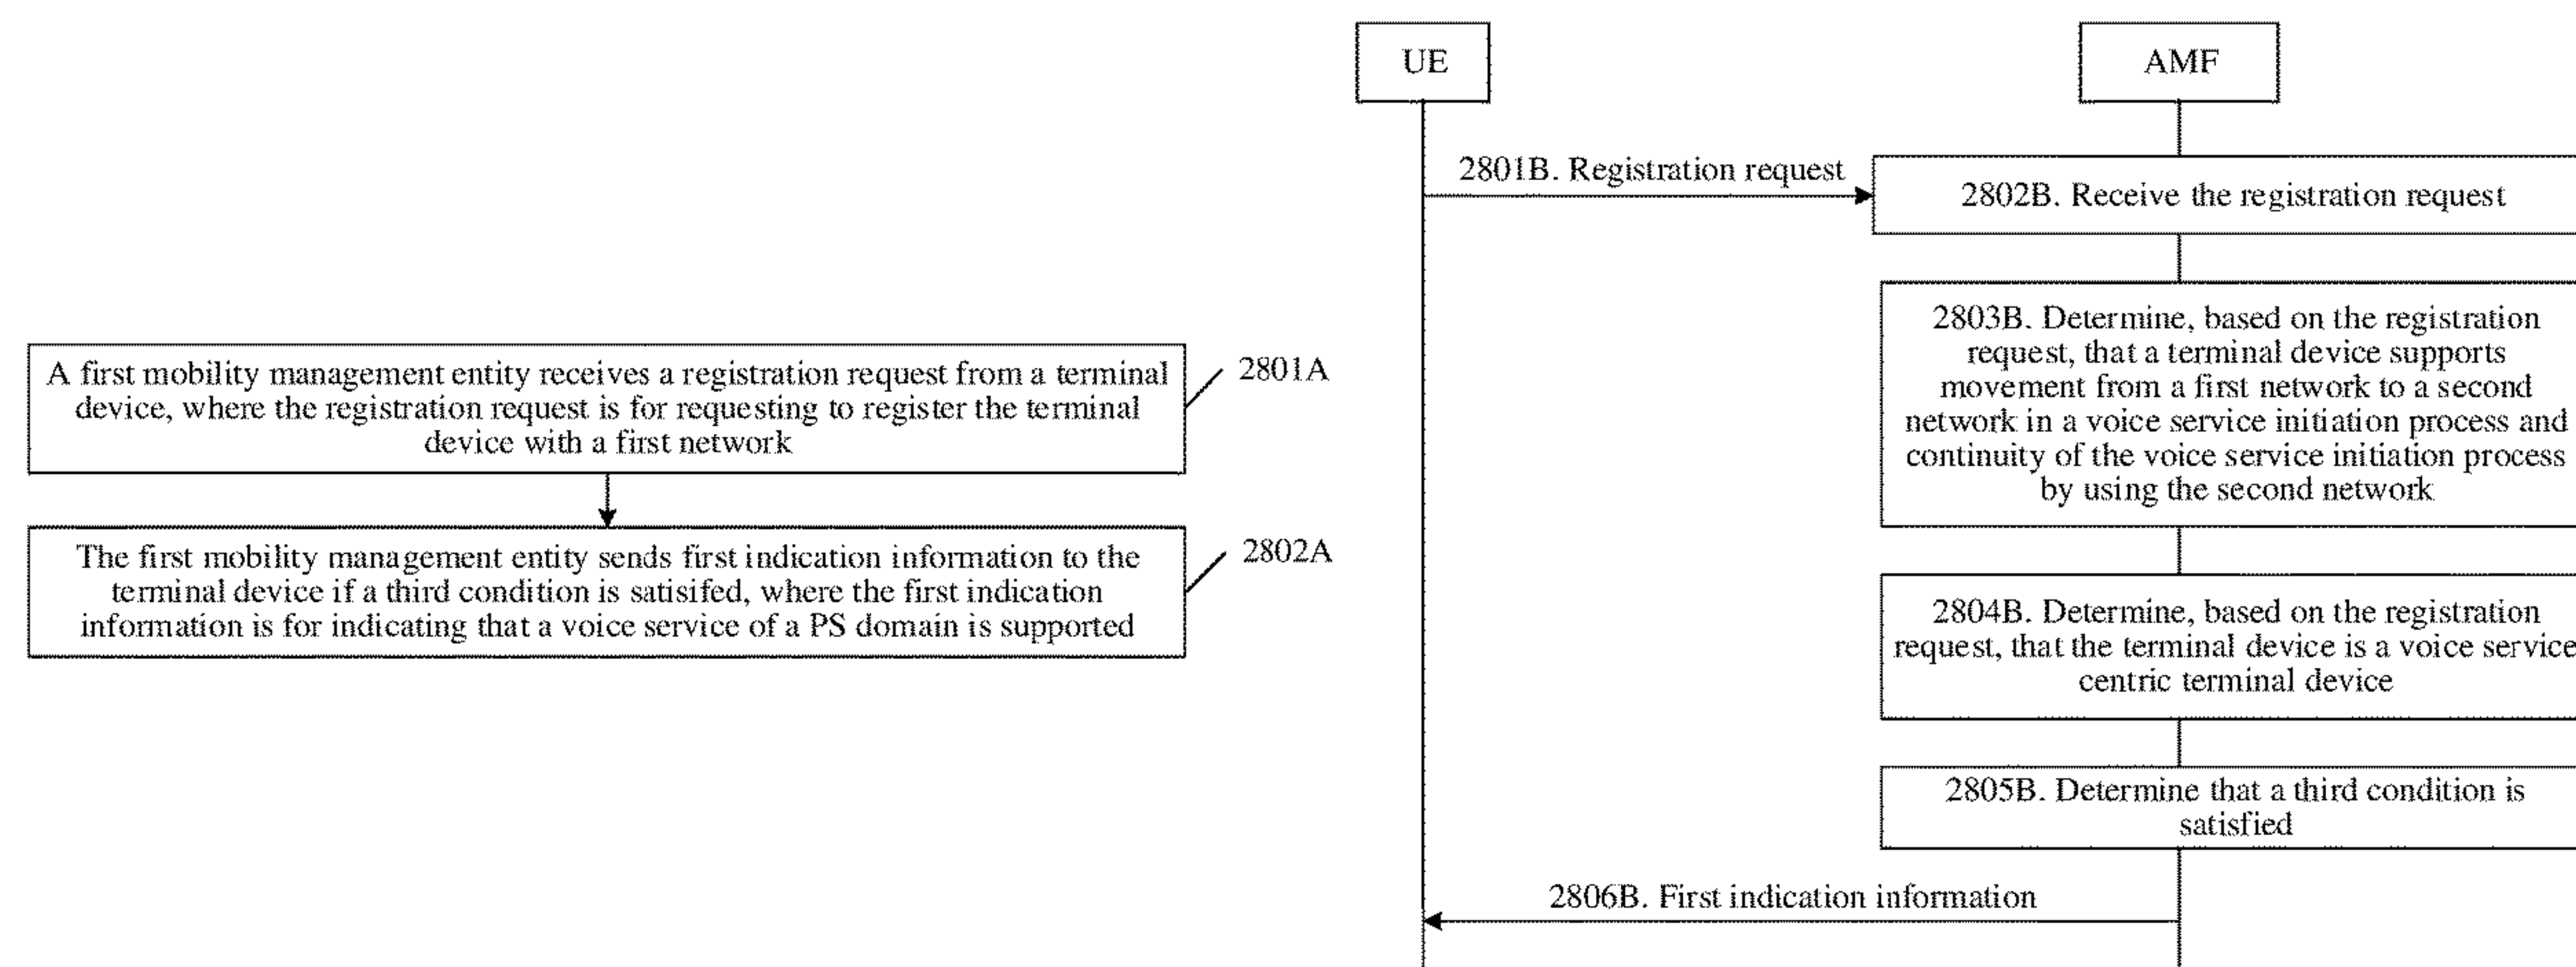 A first mobility management entity receives a registration request from a terminal
device, where the registration request is for requesting to register the terminal
device with a first network
2801A
The first mobility management entity sends first indication information to the
terminal device if a third condition is satisifed, where the first indication
information is for indicating that a voice service of a PS domain is supported
2802A
UE
AMF
2801B. Registration request
2802B. Receive the registration request
2803B. Determine, based on the registration
request, that a terminal device supports
movement from a first network to a second
network in a voice service initiation process and
continuity of the voice service initiation process
by using the second network
2804B. Determine, based on the registration
request, that the terminal device is a voice service
centric terminal device
2805B. Determine that a third condition is
satisfied
2806B. First indication information